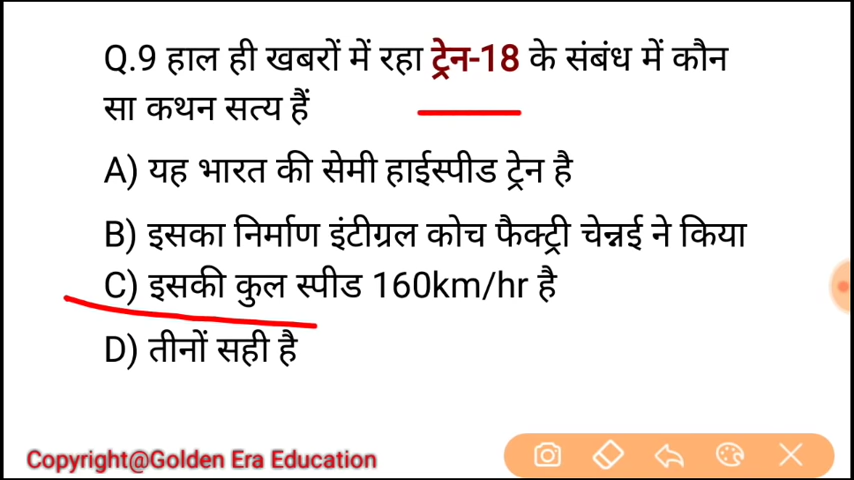 Q.9 हाल ही खबरों में रहा ट्रेन-18 के संबंध में कौन
सा कथन सत्य हैं
A) यह भारत की सेमी हाईस्पीड ट्रेन है
B) इसका निर्माण इंटीग्रल कोच फैक्ट्री चेन्नई ने किया
C) इसकी कुल स्पीड 160km/hr है
D) तीनों सही है
Copyright@Golden Era Education